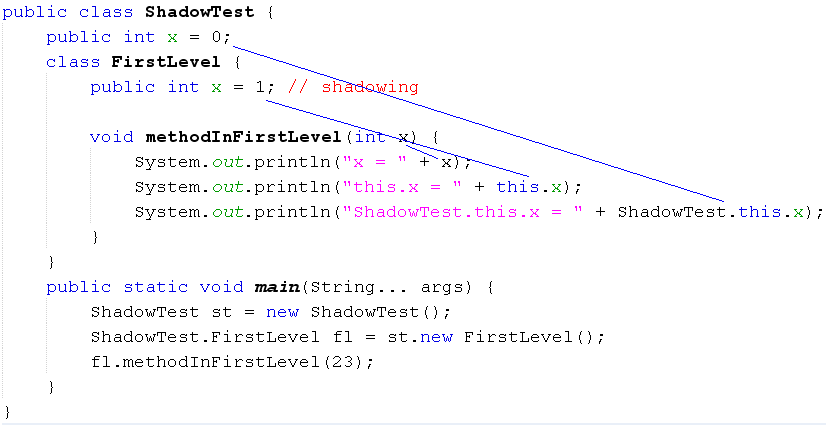 public class ShadowTest {
    public int x = 0;
    class FirstLevel {
        public int x = 1; // shadowing

        void methodInFirstLevel(int x) {
            System.out.println("x = " + x);
            System.out.println("this.x = " + this.x);
            System.out.println("ShadowTest.this.x = " + ShadowTest.this.x);
        }
    }
    public static void main(String... args) {
        ShadowTest st = new ShadowTest();
        ShadowTest.FirstLevel fl = st.new FirstLevel();
        fl.methodInFirstLevel(23);
    }
}